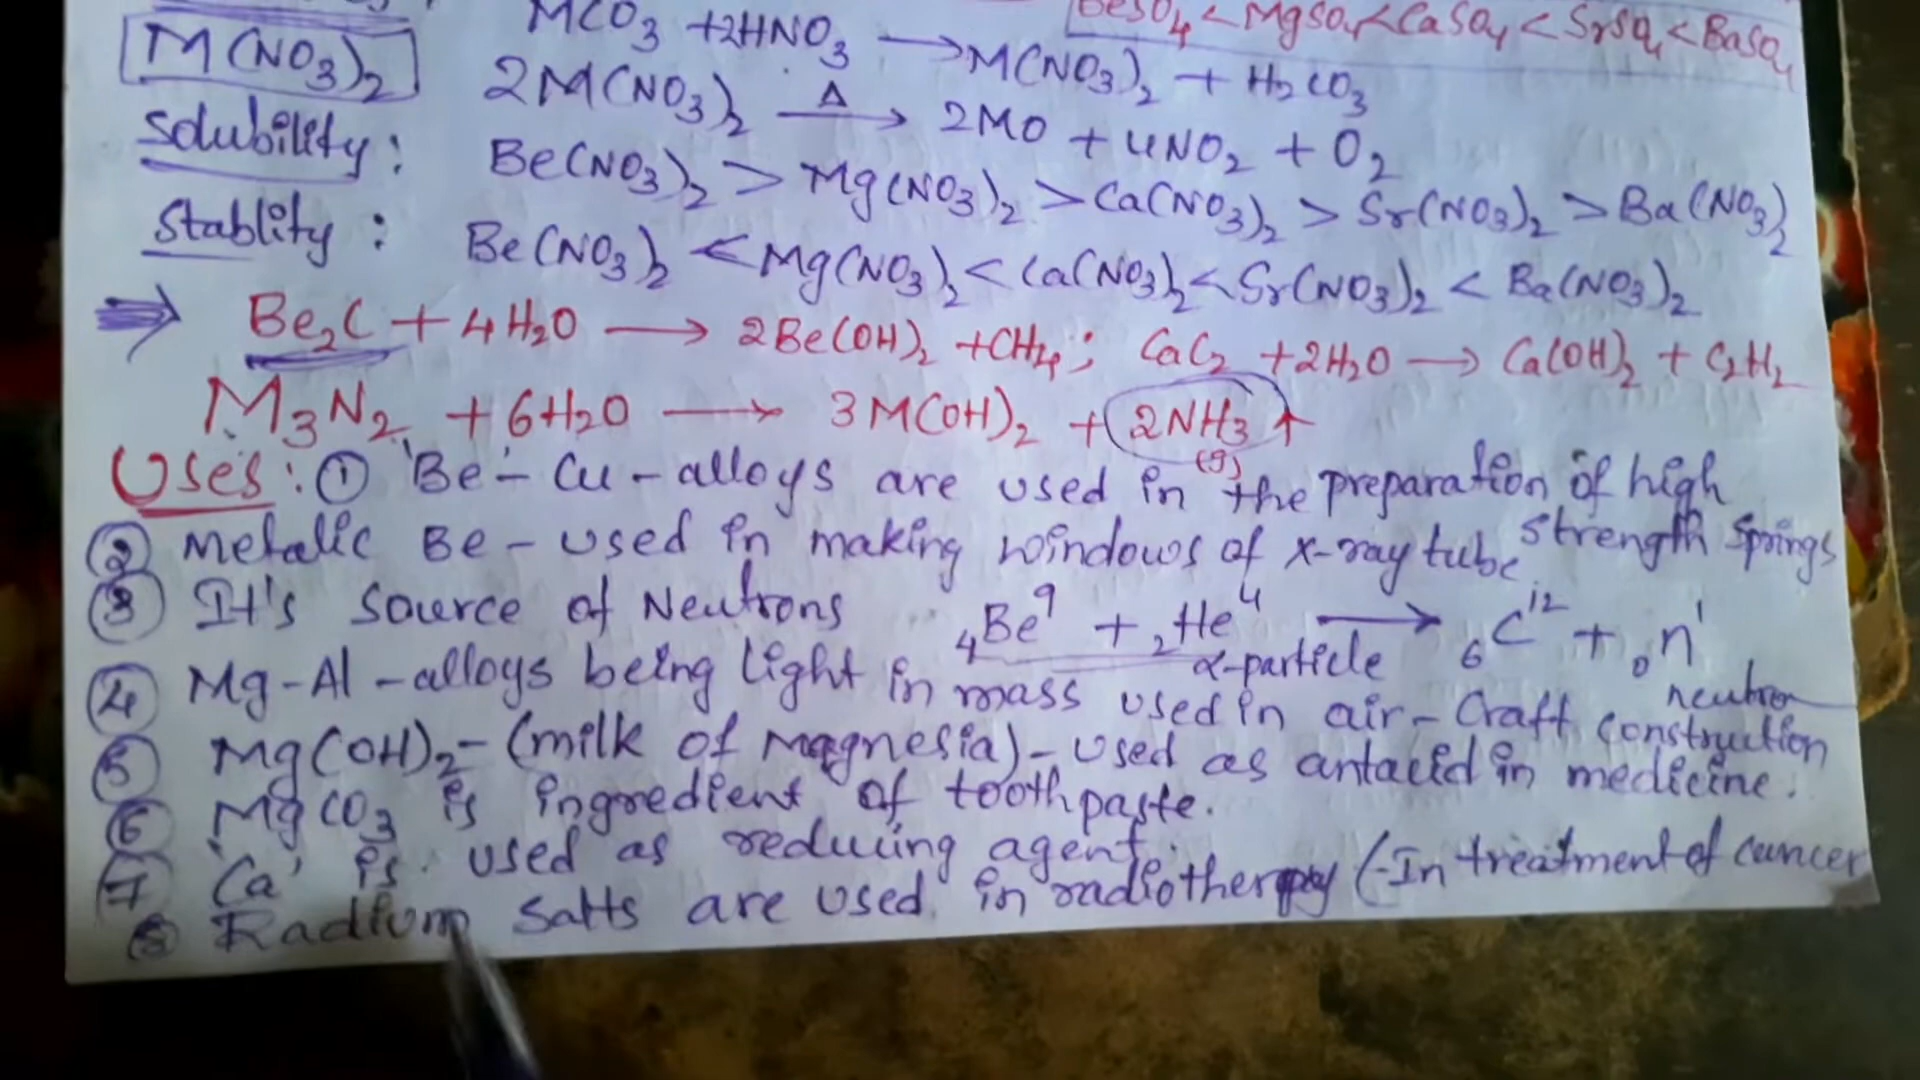 BeSO4 < MgSO4 < CaSO4 < SrSO4 < BaSO4
MCO3 + 2HNO3 → M(NO3)2 + H2CO3
M(NO3)2
2M(NO3)2 —Δ→ 2MO + 4NO2 + O2
Solubility : Be(NO3)2 > Mg(NO3)2 > Ca(NO3)2 > Sr(NO3)2 > Ba(NO3)2
Stablity : Be(NO3)2 < Mg(NO3)2 < Ca(NO3)2 < Sr(NO3)2 < Ba(NO3)2
⇒ Be2C + 4H2O → 2Be(OH)2 + CH4 ; CaC2 + 2H2O → Ca(OH)2 + C2H2
M3N2 + 6H2O → 3M(OH)2 + 2NH3 ↑
(g)
Uses : ① 'Be' - Cu - alloys are used in the preparation of high
strength springs
② Metallic Be - used in making windows of x-ray tube
③ It's source of Neutrons 4Be9 + 2He4 → 6C12 + 0n1
α-particle neutron
④ Mg-Al-alloys being light in mass used in air-craft construction
⑤ Mg(OH)2 - (milk of magnesia) - used as antacid in medicine.
⑥ MgCO3 is ingredient of toothpaste.
⑦ 'Ca' is used as reducing agent.
⑧ Radium salts are used in radiotherapy (-In treatment of cancer